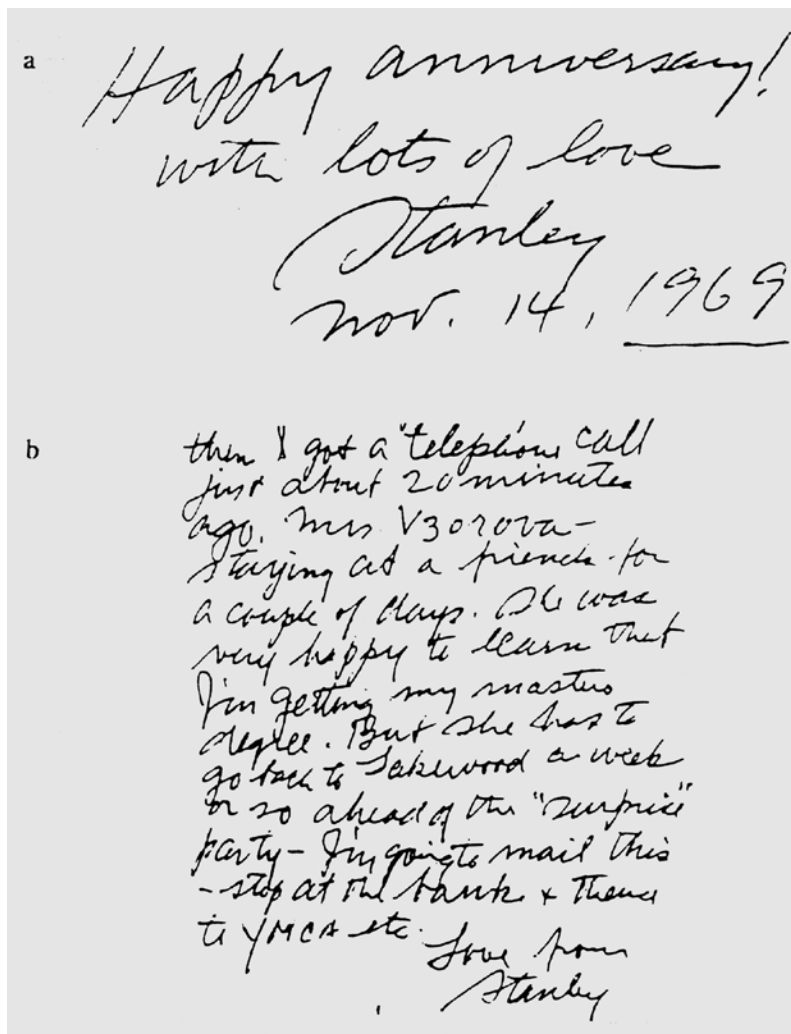 a
Happy anniversary!
with lots of love
Stanley
Nov. 14, 1969
b
then I got a telephone call
just about 20 minutes
ago. Mrs Vzorova-
staying at a friends for
a couple of days. She was
very happy to learn that
I'm getting my masters
degree. But she has to
go back to Lakewood a week
or so ahead of the "surprise"
party - I'm going to mail this
- stop at the bank + thence
to YMCA etc.
Love from
Stanley